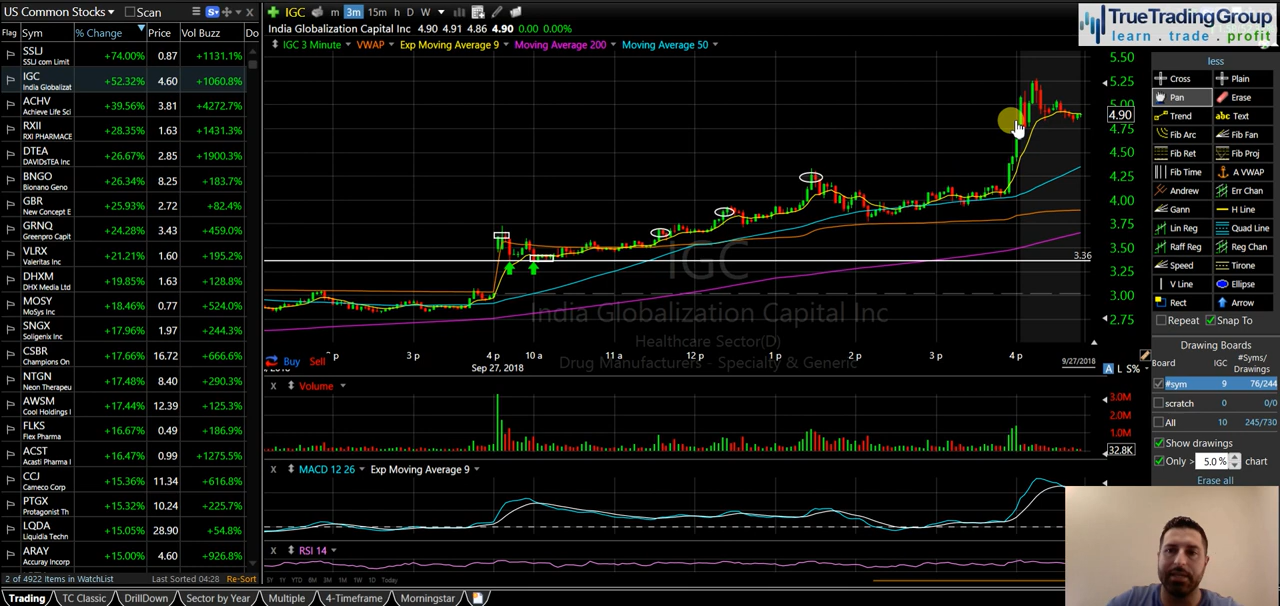 US Common Stocks Scan
Flag Sym % Change Price Vol Buzz Do
SSLJ +74.00% 0.87 +1131.1%
SSLJ com Limit
IGC +52.32% 4.60 +1060.8%
India Globalizat
ACHV +39.56% 3.81 +4272.7%
Achieve Life Sci
RXII +28.35% 1.63 +1431.3%
RXI PHARMACE
DTEA +26.67% 2.85 +1900.3%
DAVIDsTEA Inc
BNGO +26.34% 8.25 +183.7%
Bionano Geno
GBR +25.93% 2.72 +82.4%
New Concept E
GRNQ +24.28% 3.43 +459.0%
Greenpro Capit
VLRX +21.21% 1.60 +195.2%
Valeritas Inc
DHXM +19.85% 1.63 +128.8%
DHX Media Ltd
MOSY +18.46% 0.77 +524.0%
MoSys Inc
SNGX +17.96% 1.97 +244.3%
Soligenix Inc
CSBR +17.66% 16.72 +666.6%
Champions On
NTGN +17.48% 8.40 +290.3%
Neon Therapeu
AWSM +17.44% 12.39 +106.3%
Cool Holdings I
FLKS +16.67% 0.49 +186.9%
Flex Pharma
ACST +16.47% 0.99 +1275.5%
Acasti Pharma I
CCJ +15.36% 11.34 +616.8%
Cameco Corp
PTGX +15.32% 10.24 +225.7%
Protagonist Th
LQDA +15.05% 28.90 +54.8%
Liquidia Techn
ARAY +15.00% 4.60 +926.8%
Accuray Incorp
2 of 4922 Items in WatchList Last Sorted 04:28 Re-Sort
Trading TC Classic DrillDown Sector by Year Multiple 4-Timeframe Morningstar
IGC m 3m 15m h D W
India Globalization Capital Inc 4.90 4.91 4.86 4.90 0.00 0.00%
IGC 3 Minute VWAP Exp Moving Average 9 Moving Average 200 Moving Average 50
5.50
5.25
5.00
4.90
4.75
4.50
4.25
4.00
3.75
3.50
3.36
3.25
3.00
2.75
IGC
India Globalization Capital Inc
Healthcare Sector(D)
Drug Manufacturers - Specialty & Generic
3 p 4 p 10 a 11 a 12 p 1 p 2 p 3 p 4 p
Buy Sell
Sep 27, 2018
9/27/2018
A L S%
X Volume
3.0M
2.0M
1.0M
32.8K
X MACD 12 26 Exp Moving Average 9
X RSI 14
Today
TrueTradingGroup
learn . trade . profit
less
Cross Plain
Pan Erase
Trend abc Text
Fib Arc Fib Fan
Fib Ret Fib Proj
Fib Time A VWAP
Andrew Err Chan
Gann H Line
Lin Reg Quad Line
Raff Reg Reg Chan
Speed Tirone
V Line Ellipse
Rect Arrow
Repeat Snap To
Drawing Boards
Board IGC #Syms/
Drawings
#sym 9 76/244
scratch 0 0/0
All 10 245/730
Show drawings
Only > 5.0% chart
Erase all